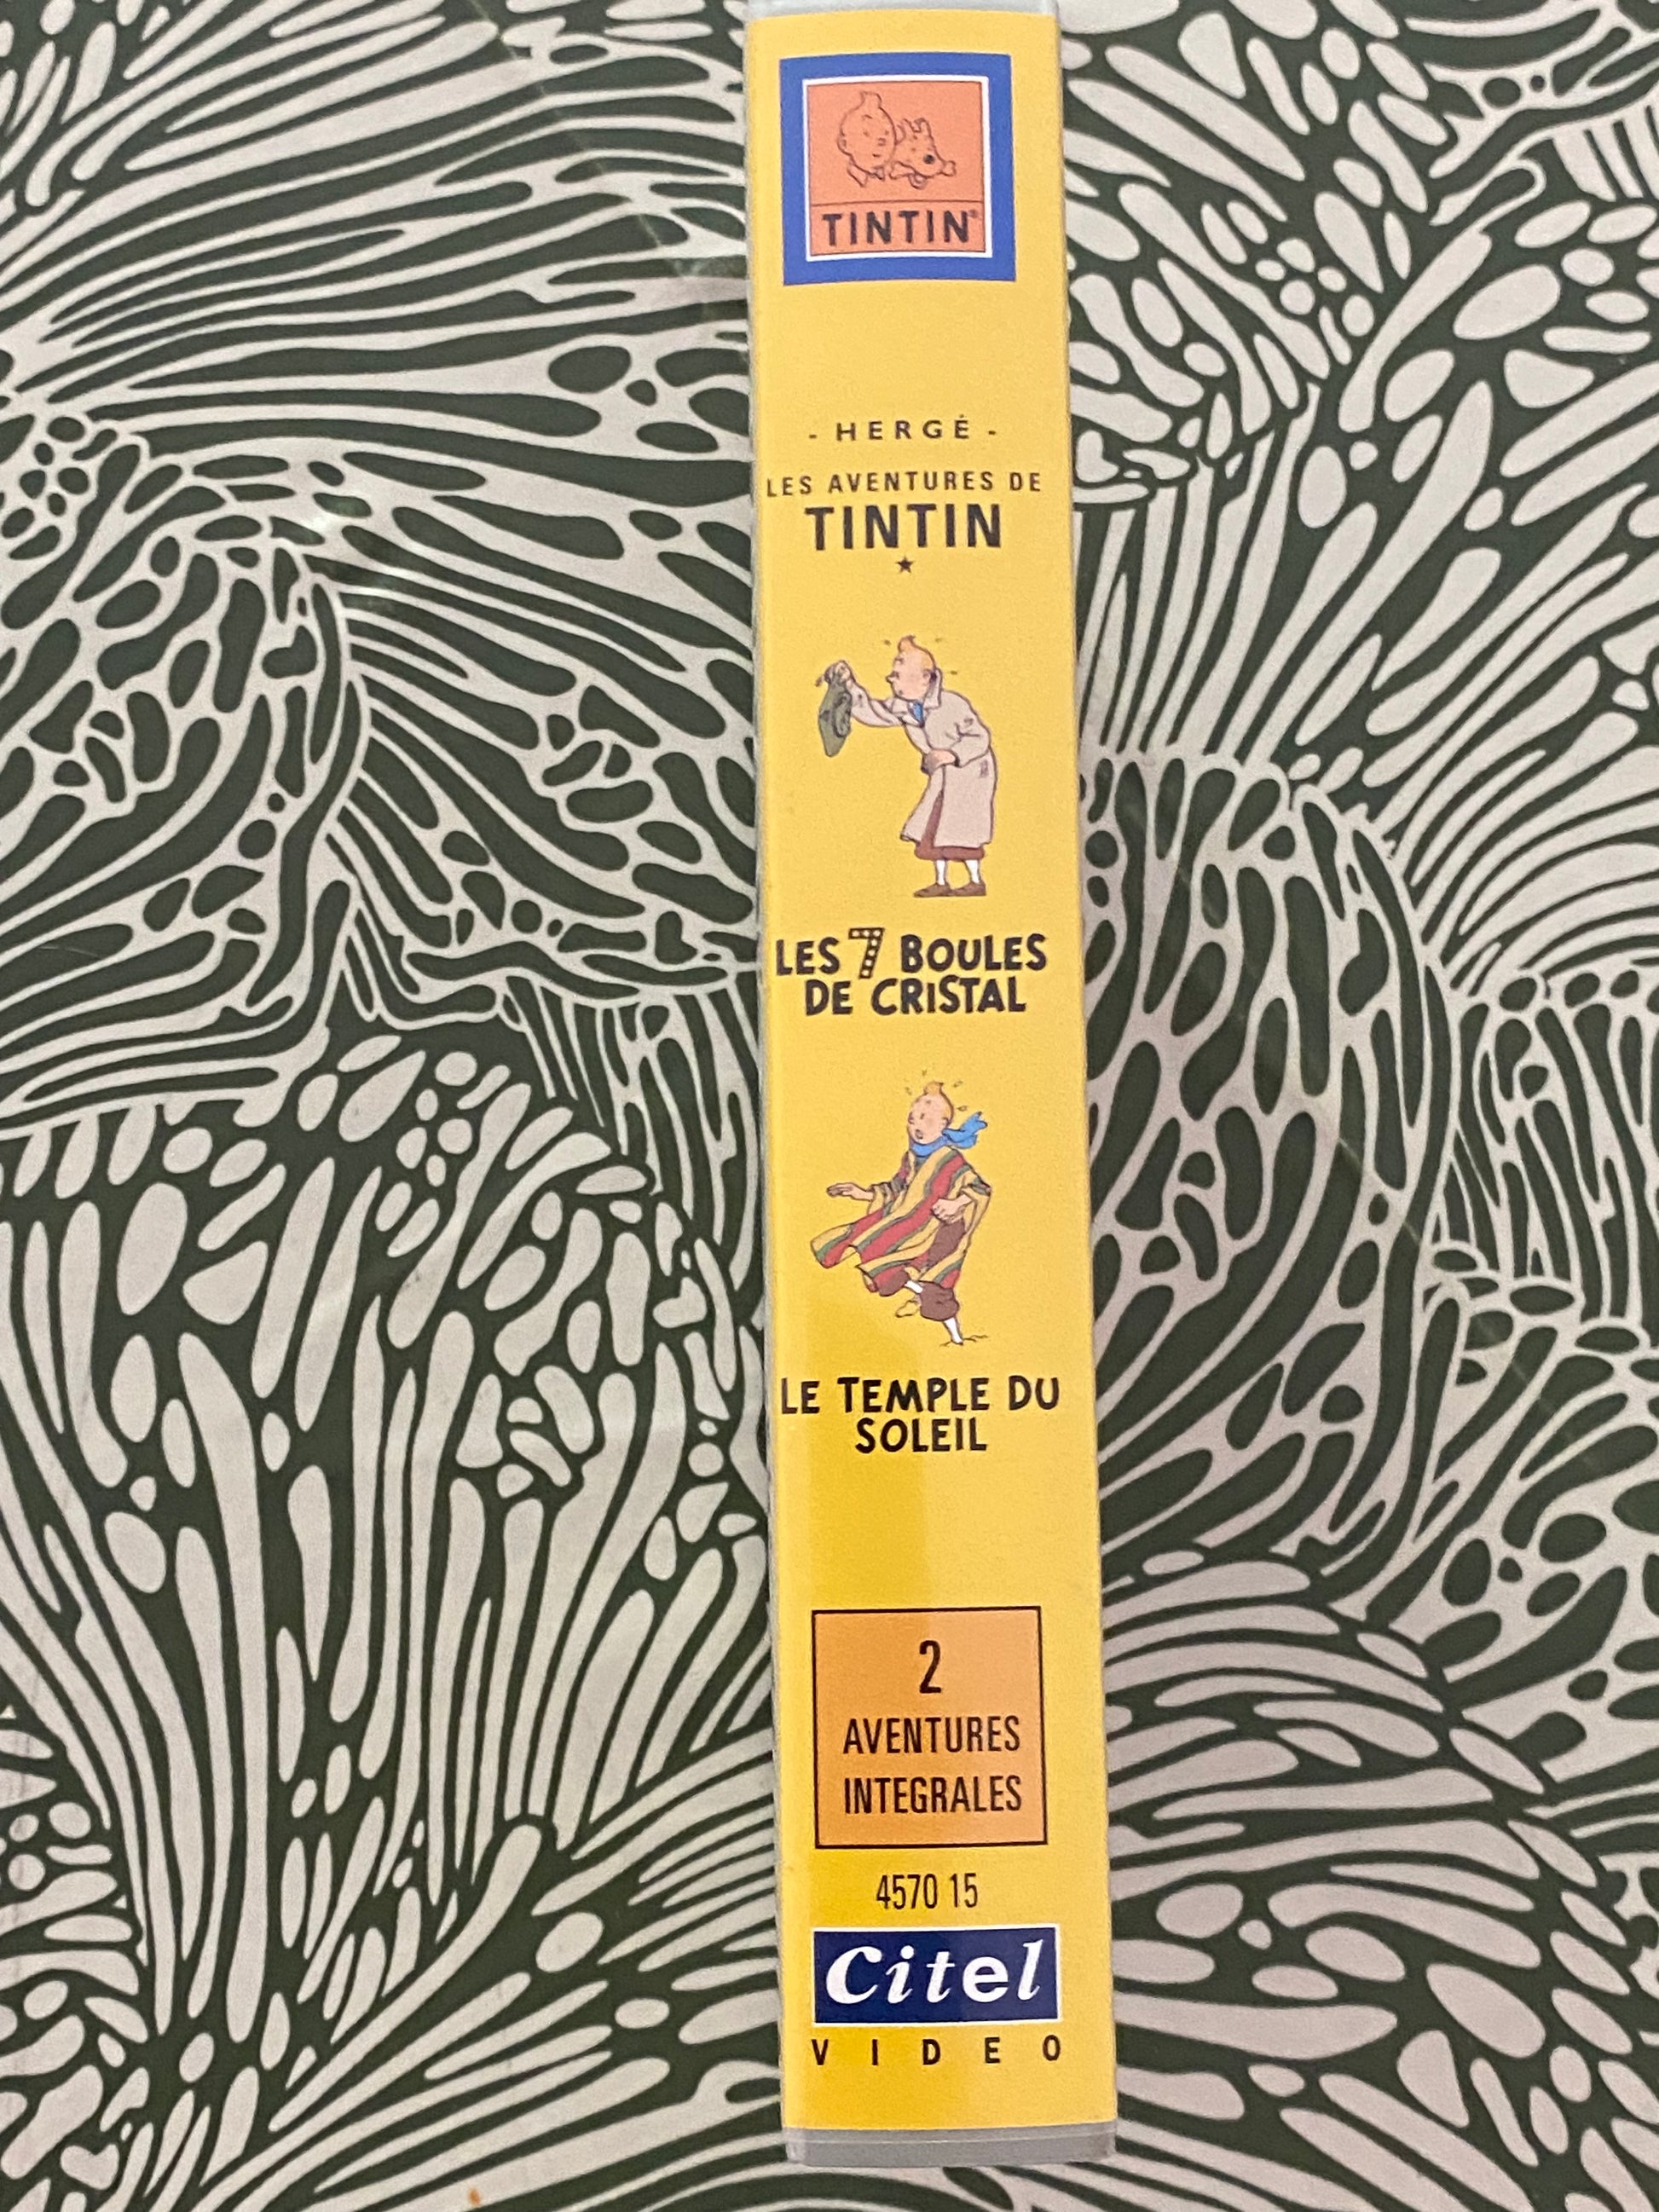 TINTIN®
- HERGÉ -
LES AVENTURES DE
TINTIN
LES 7 BOULES
DE CRISTAL
LE TEMPLE DU
SOLEIL
2
AVENTURES
INTEGRALES
4570 15
Citel
VIDEO